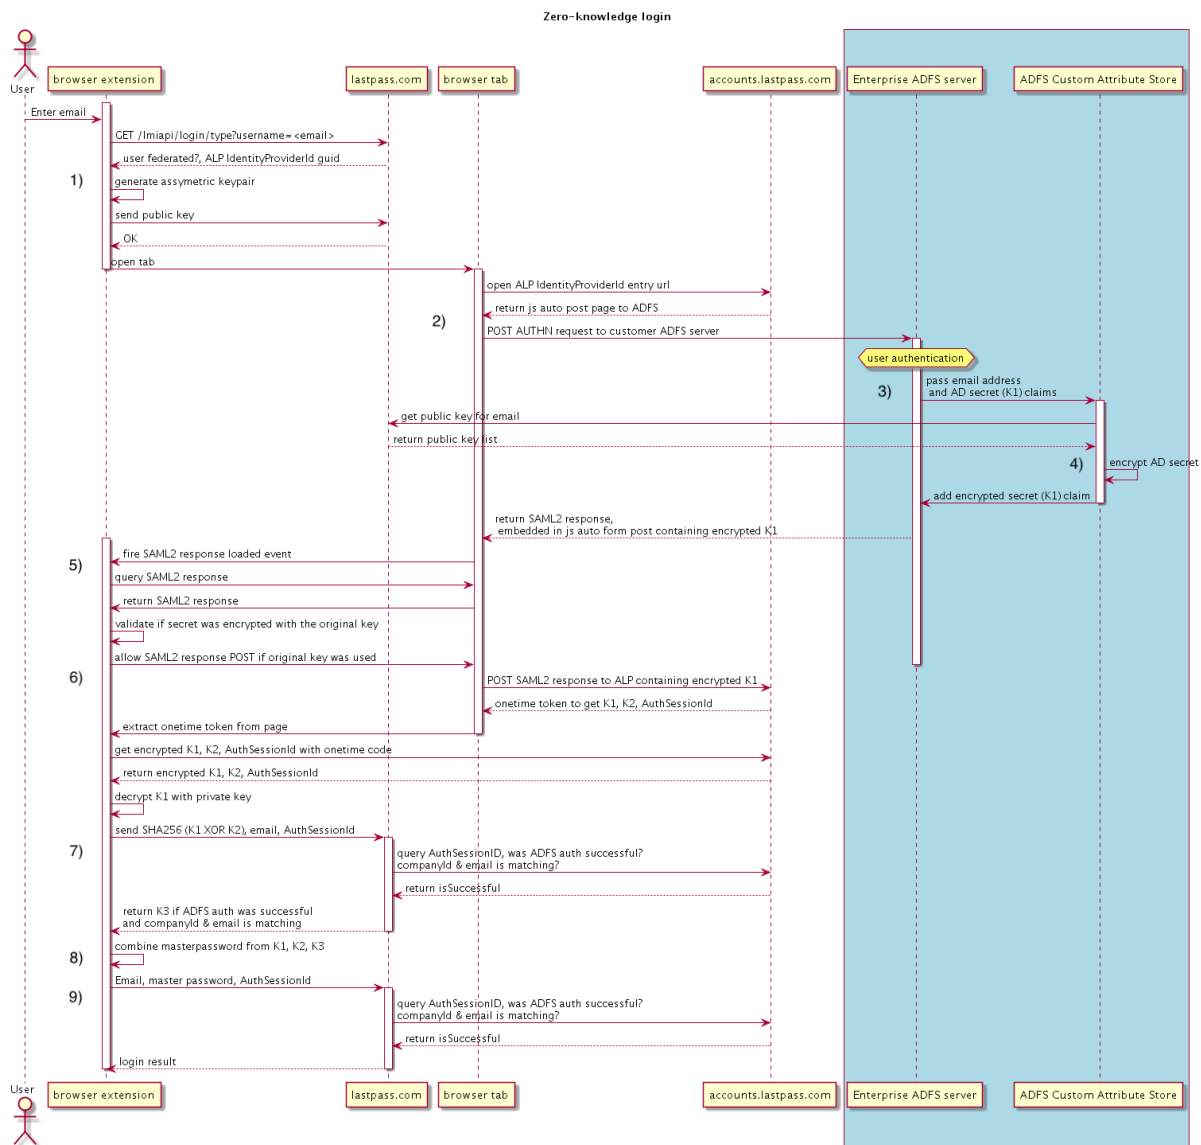 Zero-knowledge login
User
browser extension
lastpass.com
browser tab
accounts.lastpass.com
Enterprise ADFS server
ADFS Custom Attribute Store
Enter email
GET /lmiapi/login/type?username=<email>
user federated?, ALP IdentityProviderId guid
1)
generate assymetric keypair
send public key
OK
open tab
open ALP IdentityProviderId entry url
return js auto post page to ADFS
2)
POST AUTHN request to customer ADFS server
user authentication
3)
pass email address
and AD secret (K1) claims
get public key for email
return public key list
4)
encrypt AD secret
add encrypted secret (K1) claim
return SAML2 response,
embedded in js auto form post containing encrypted K1
fire SAML2 response loaded event
5)
query SAML2 response
return SAML2 response
validate if secret was encrypted with the original key
allow SAML2 response POST if original key was used
6)
POST SAML2 response to ALP containing encrypted K1
onetime token to get K1, K2, AuthSessionId
extract onetime token from page
get encrypted K1, K2, AuthSessionId with onetime code
return encrypted K1, K2, AuthSessionId
decrypt K1 with private key
send SHA256 (K1 XOR K2), email, AuthSessionId
7)
query AuthSessionID, was ADFS auth successful?
companyId & email is matching?
return isSuccessful
return K3 if ADFS auth was successful
and companyId & email is matching
combine masterpassword from K1, K2, K3
8)
Email, master password, AuthSessionId
9)
query AuthSessionID, was ADFS auth successful?
companyId & email is matching?
return isSuccessful
login result
User
browser extension
lastpass.com
browser tab
accounts.lastpass.com
Enterprise ADFS server
ADFS Custom Attribute Store